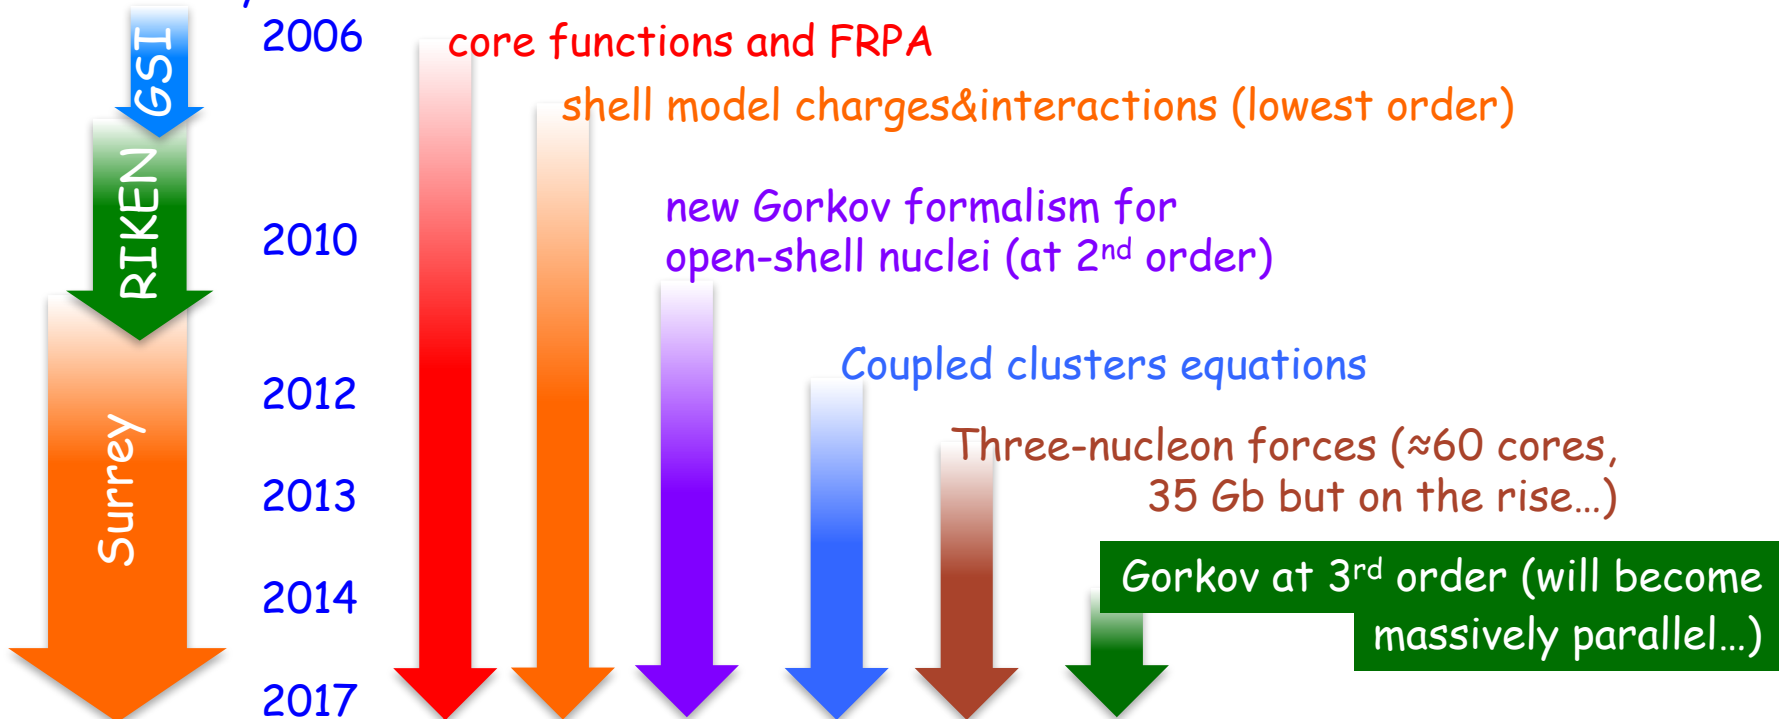 GSI
RIKEN
Surrey
2006
core functions and FRPA
shell model charges&interactions (lowest order)
new Gorkov formalism for
2010
open-shell nuclei (at 2nd order)
Coupled clusters equations
2012
Three-nucleon forces (≈60 cores,
2013
35 Gb but on the rise…)
Gorkov at 3rd order (will become
2014
massively parallel…)
2017